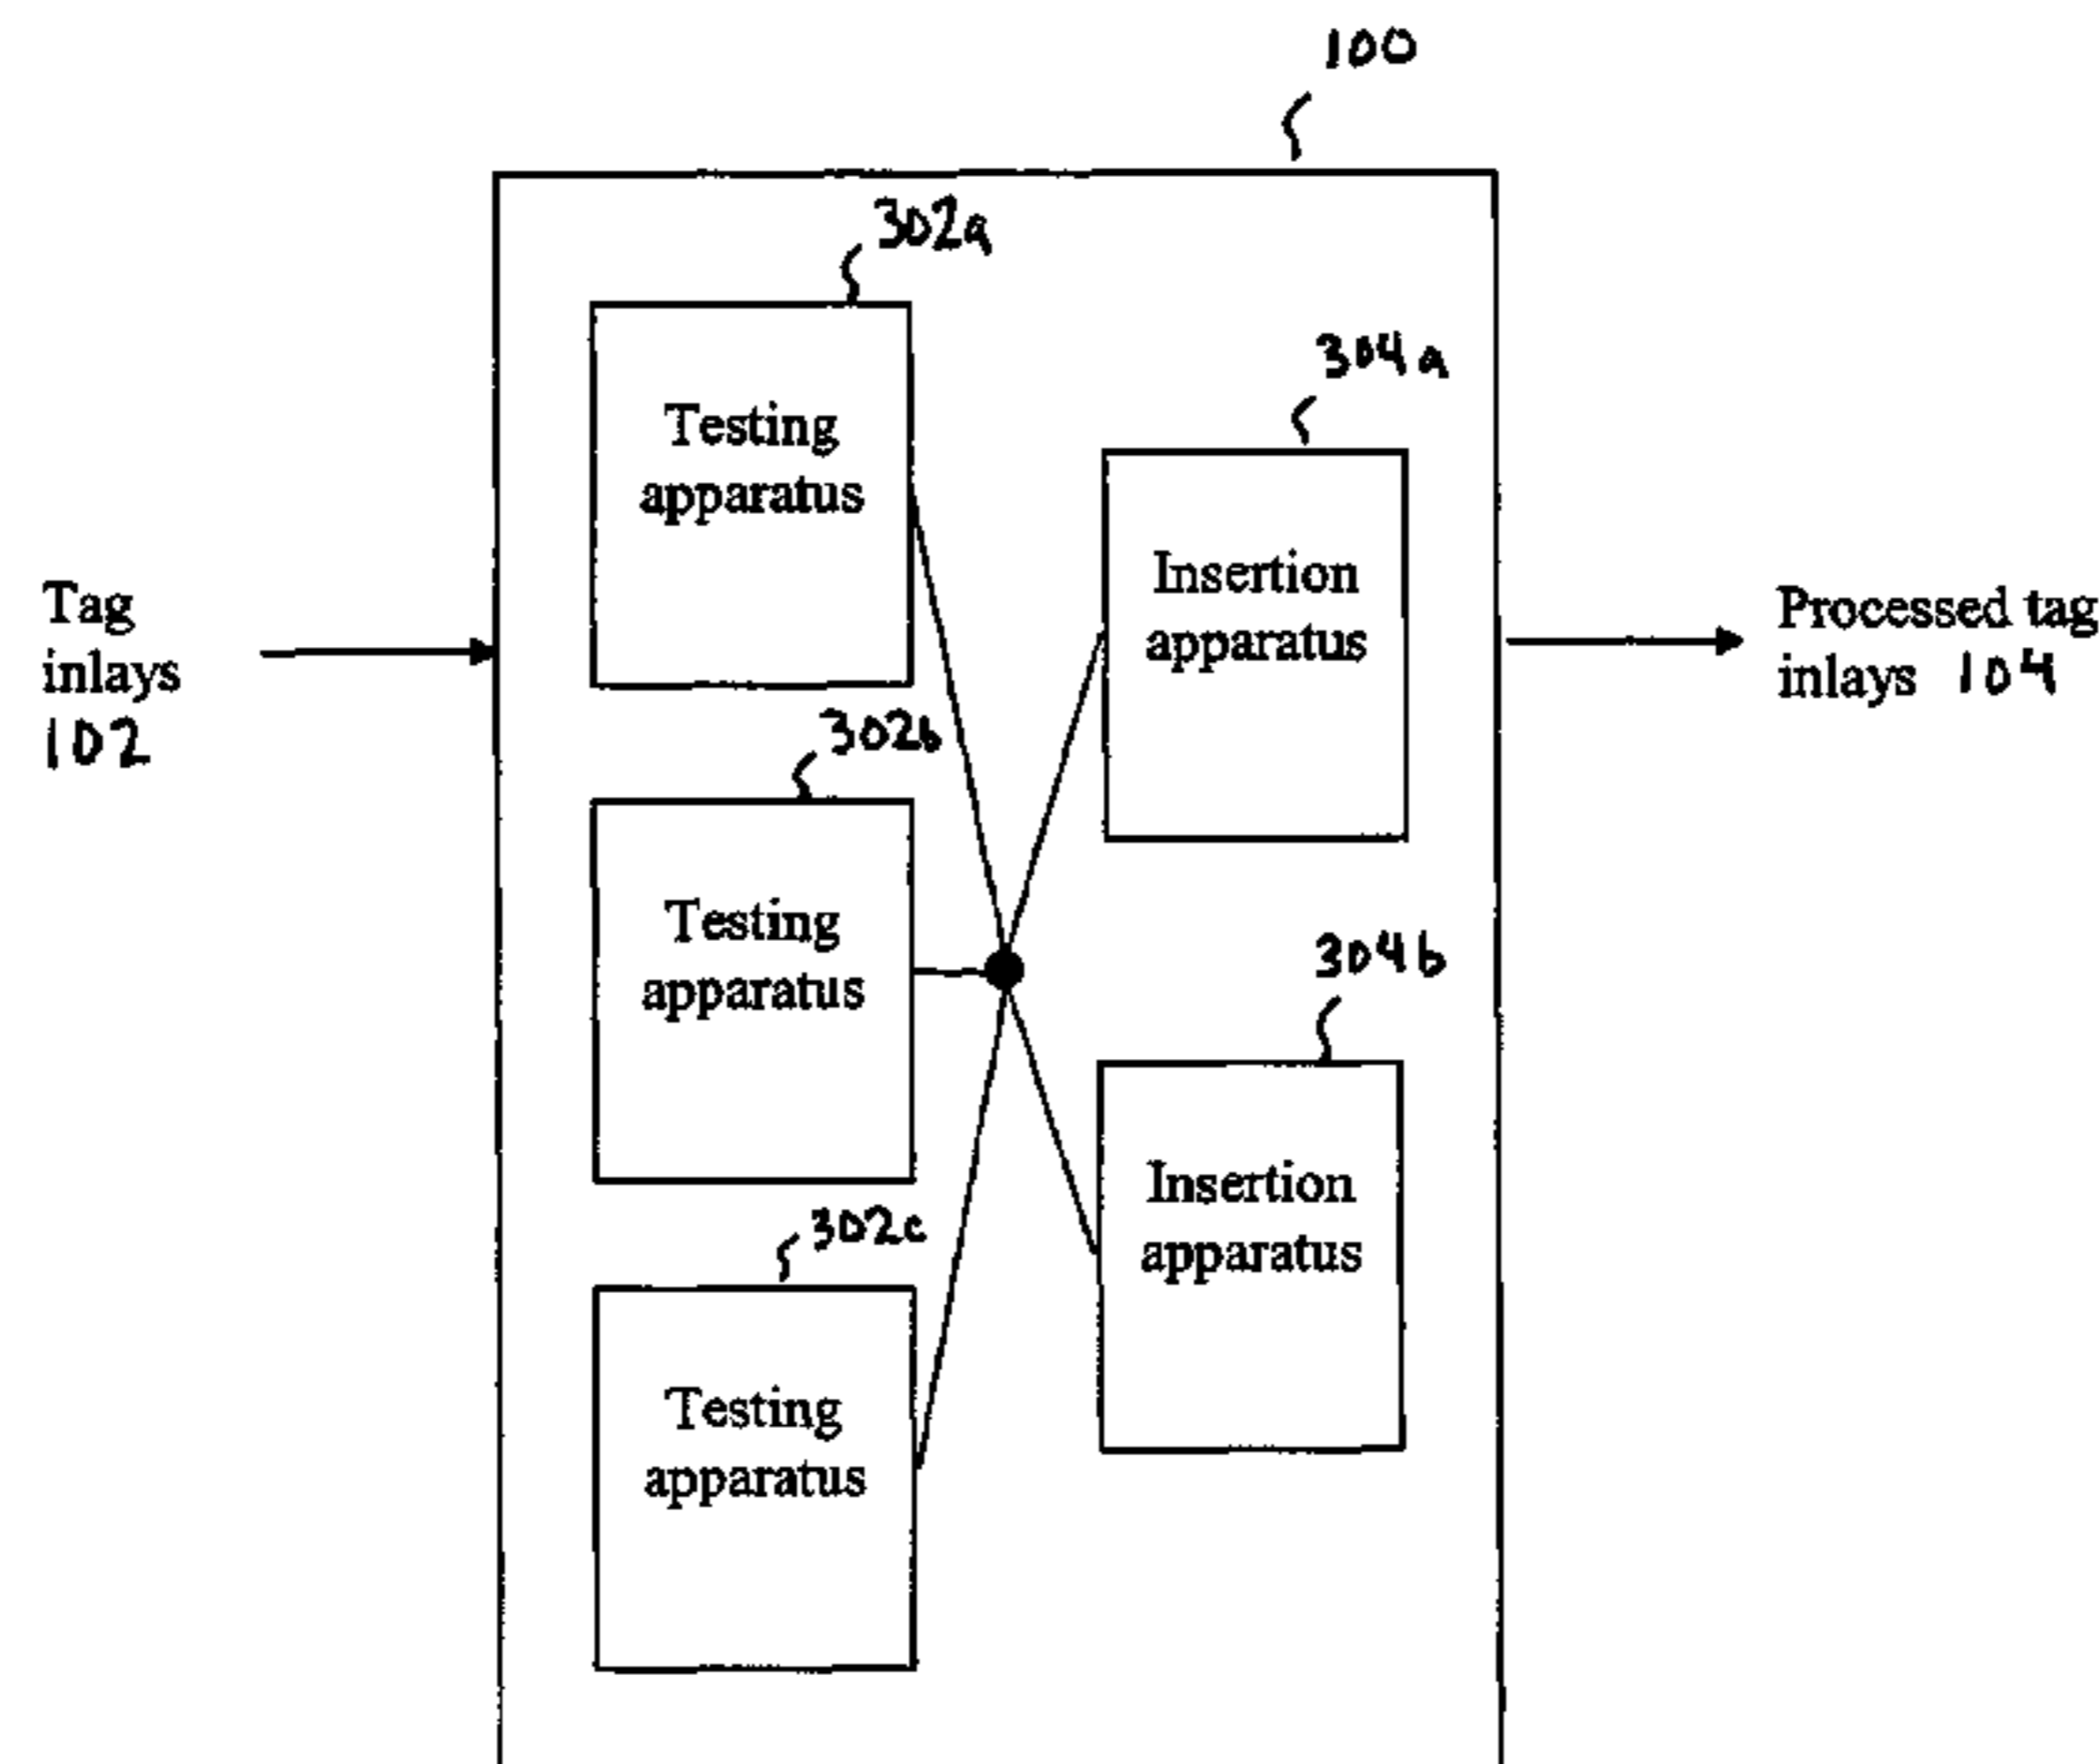 100
302a
Testing
apparatus
304a
Insertion
apparatus
Tag
inlays
102
Processed tag
inlays 104
302b
Testing
apparatus
304b
Insertion
apparatus
302c
Testing
apparatus